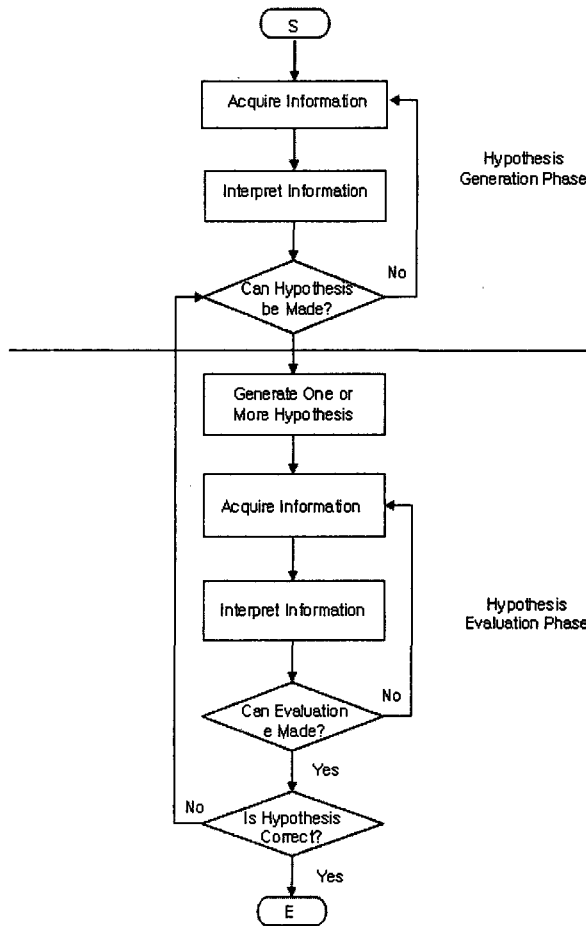 S
Acquire Information
Hypothesis
Generation Phase
Interpret Information
No
Can Hypothesis
be Made?
Generate One or
More Hypothesis
Acquire Information
Interpret Information
Hypothesis
Evaluation Phase
No
Can Evaluation
e Made?
Yes
No
Is Hypothesis
Correct?
Yes
E